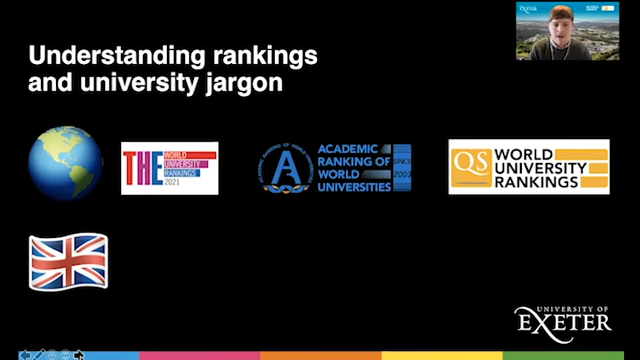 Understanding rankings
and university jargon
THE WORLD
UNIVERSITY
RANKINGS
2021
ACADEMIC
RANKING OF
WORLD
UNIVERSITIES
SINCE
2003
QS WORLD
UNIVERSITY
RANKINGS
UNIVERSITY OF
EXETER